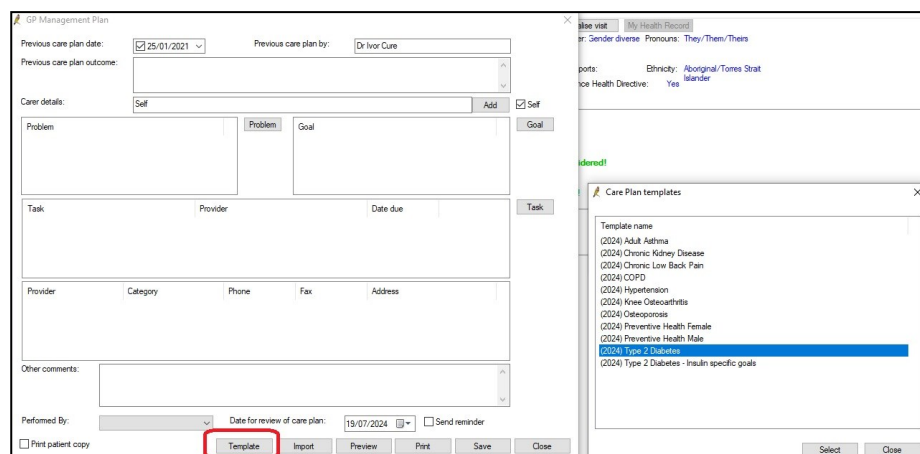 GP Management Plan
Previous care plan date: 25/01/2021 Previous care plan by: Dr Ivor Cure
Previous care plan outcome:
Carer details: Self Add Self
Problem Problem Goal Goal
Task Provider Date due Task
Provider Category Phone Fax Address
Other comments:
Performed By: Date for review of care plan: 19/07/2024 Send reminder
Print patient copy Template Import Preview Print Save Close
alise visit My Health Record
er: Gender diverse Pronouns: They/Them/Theirs
ports: Ethnicity: Aboriginal/Torres Strait
Islander
nce Health Directive: Yes
idered!
Care Plan templates
Template name
(2024) Adult Asthma
(2024) Chronic Kidney Disease
(2024) Chronic Low Back Pain
(2024) COPD
(2024) Hypertension
(2024) Knee Osteoarthritis
(2024) Osteoporosis
(2024) Preventive Health Female
(2024) Preventive Health Male
(2024) Type 2 Diabetes
(2024) Type 2 Diabetes - Insulin specific goals
Select Close